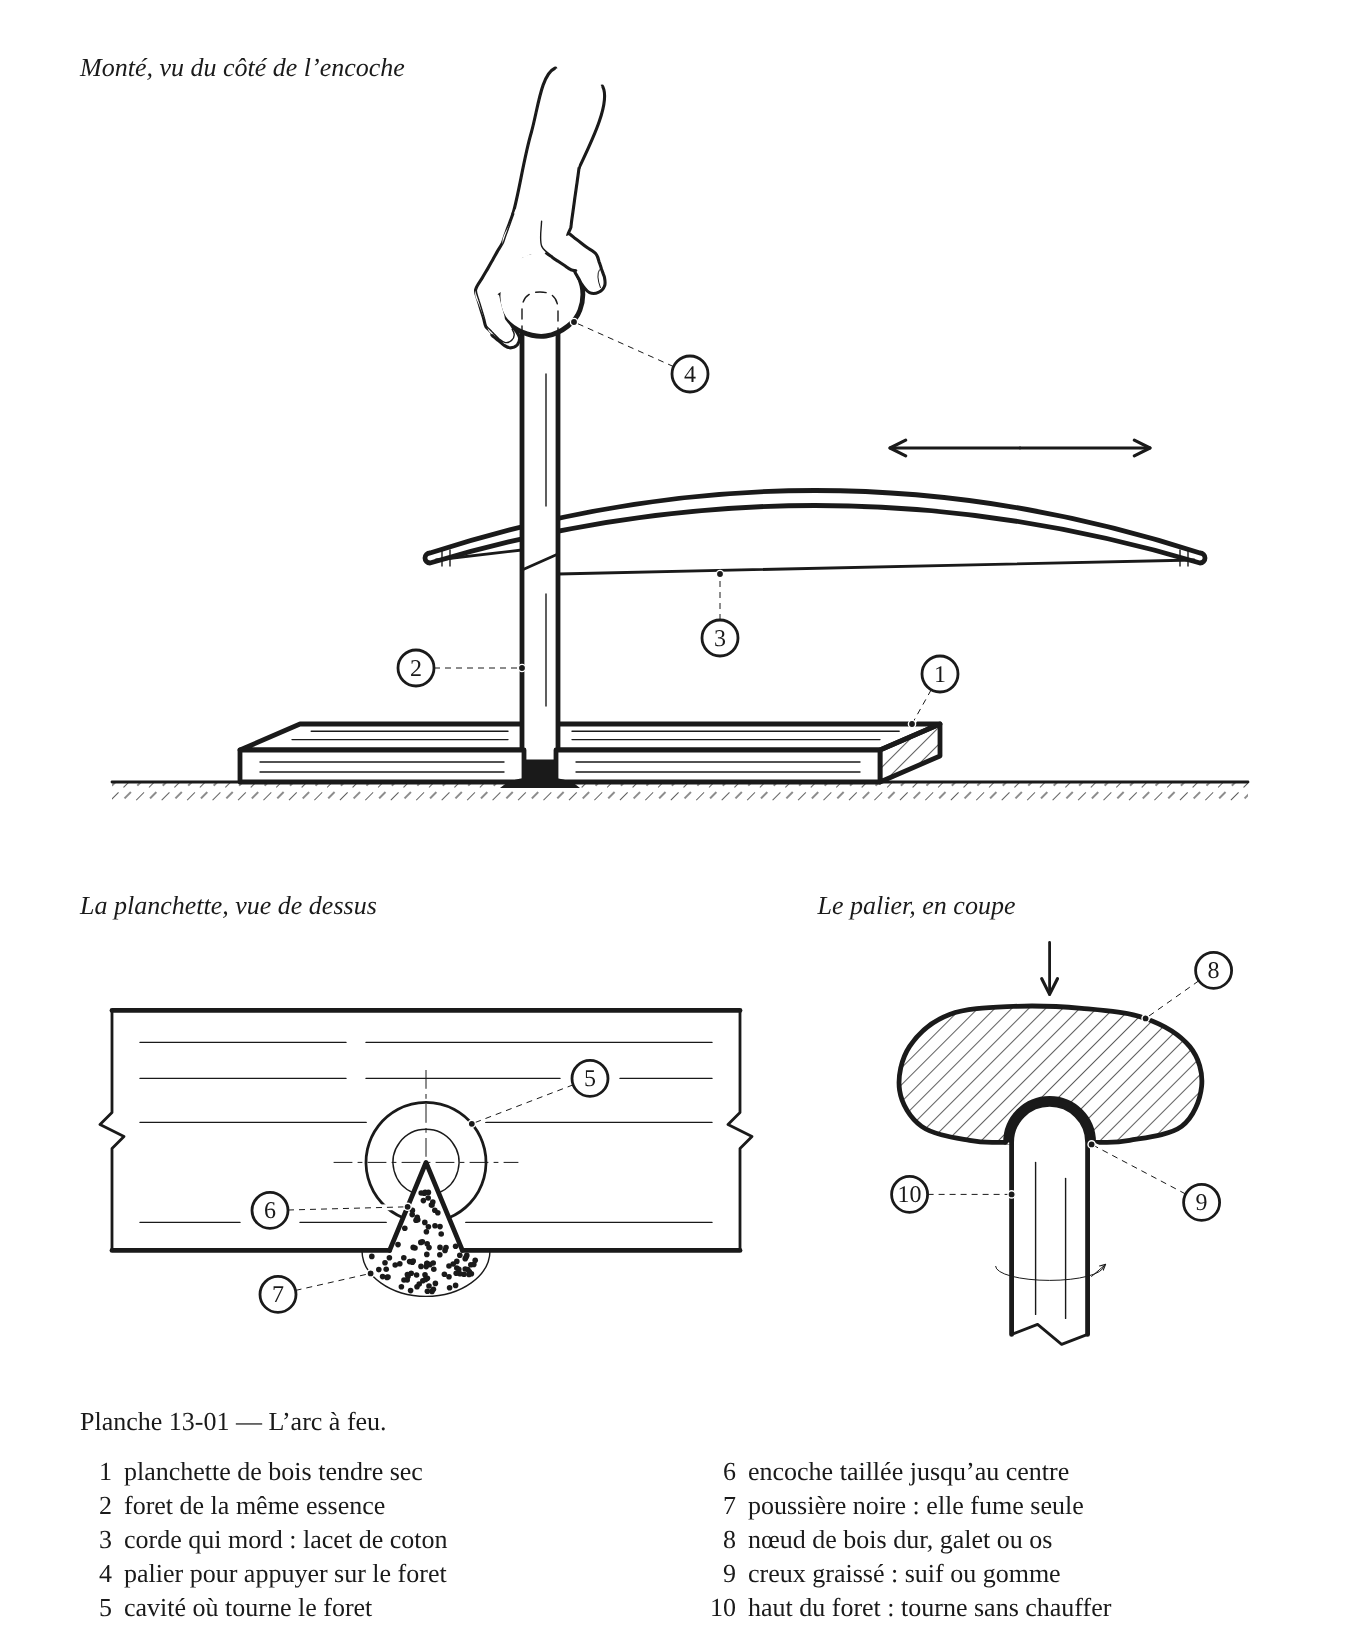 Monté, vu du côté de l’encoche
4
3
2
1
La planchette, vue de dessus
Le palier, en coupe
8
5
10
9
6
7
Planche 13-01 — L’arc à feu.
1 planchette de bois tendre sec
2 foret de la même essence
3 corde qui mord : lacet de coton
4 palier pour appuyer sur le foret
5 cavité où tourne le foret
6 encoche taillée jusqu’au centre
7 poussière noire : elle fume seule
8 nœud de bois dur, galet ou os
9 creux graissé : suif ou gomme
10 haut du foret : tourne sans chauffer